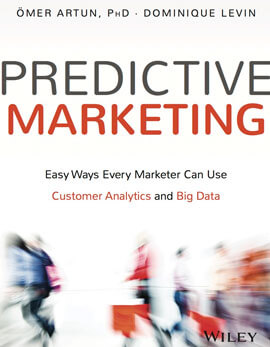 ÖMER ARTUN, PHD · DOMINIQUE LEVIN
PREDICTIVE
MARKETING
Easy Ways Every Marketer Can Use
Customer Analytics and Big Data
WILEY